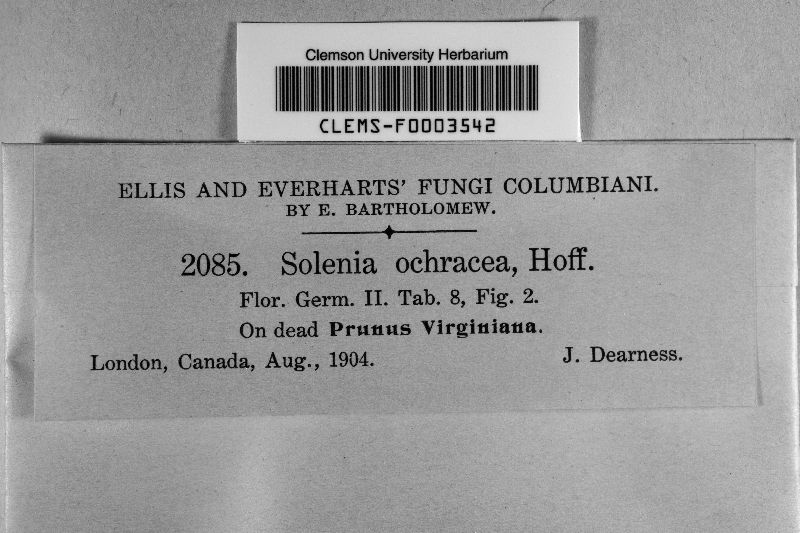 Clemson University Herbarium
CLEMS-F0003542
ELLIS AND EVERHARTS' FUNGI COLUMBIANI.
BY E. BARTHOLOMEW.
2085. Solenia ochracea, Hoff.
Flor. Germ. II. Tab. 8, Fig. 2.
On dead Prunus Virginiana.
London, Canada, Aug., 1904. J. Dearness.